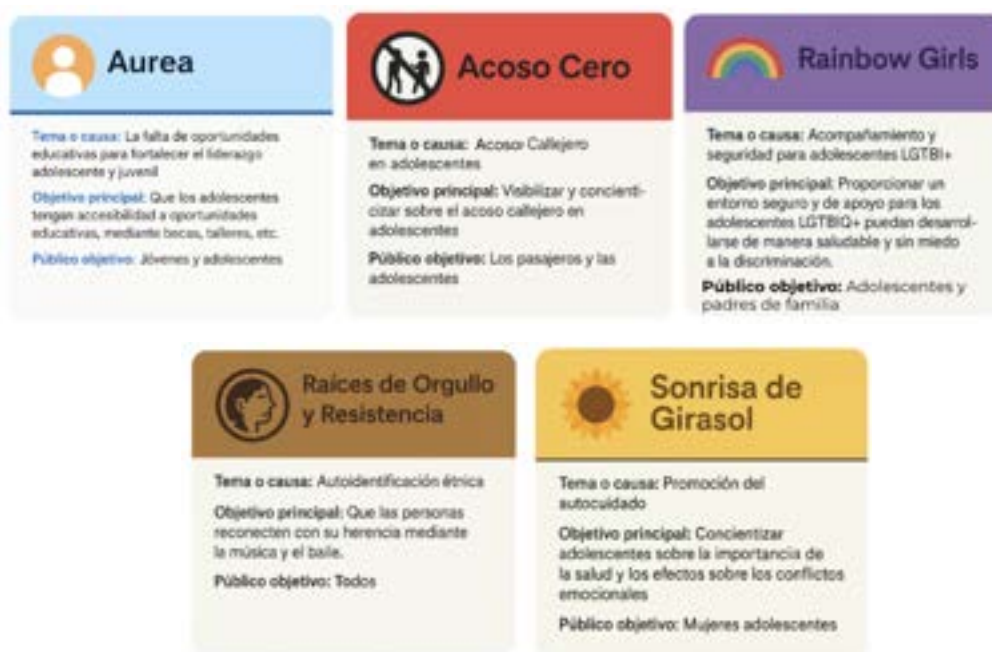 Aurea
Tema o causa: La falta de oportunidades
educativas para fortalecer el liderazgo
adolescente y juvenil
Objetivo principal: Que los adolescentes
tengan accesibilidad a oportunidades
educativas, mediante becas, talleres, etc.
Público objetivo: Jóvenes y adolescentes
Acoso Cero
Tema o causa: Acosor Callejero
en adolescentes
Objetivo principal: Visibilizar y concienti-
cizar sobre el acoso callejero en
adolescentes
Público objetivo: Los pasajeros y las
adolescentes
Rainbow Girls
Tema o causa: Acompañamiento y
seguridad para adolescentes LGTBI+
Objetivo principal: Proporcionar un
entorno seguro y de apoyo para los
adolescentes LGTBIQ+ puedan desarrol-
larse de manera saludable y sin miedo
a la discriminación.
Público objetivo: Adolescentes y
padres de familia
Raíces de Orgullo
y Resistencia
Tema o causa: Autoidentificación étnica
Objetivo principal: Que las personas
reconecten con su herencia mediante
la música y el baile.
Público objetivo: Todos
Sonrisa de
Girasol
Tema o causa: Promoción del
autocuidado
Objetivo principal: Concientizar
adolescentes sobre la importancia de
la salud y los efectos sobre los conflictos
emocionales
Público objetivo: Mujeres adolescentes